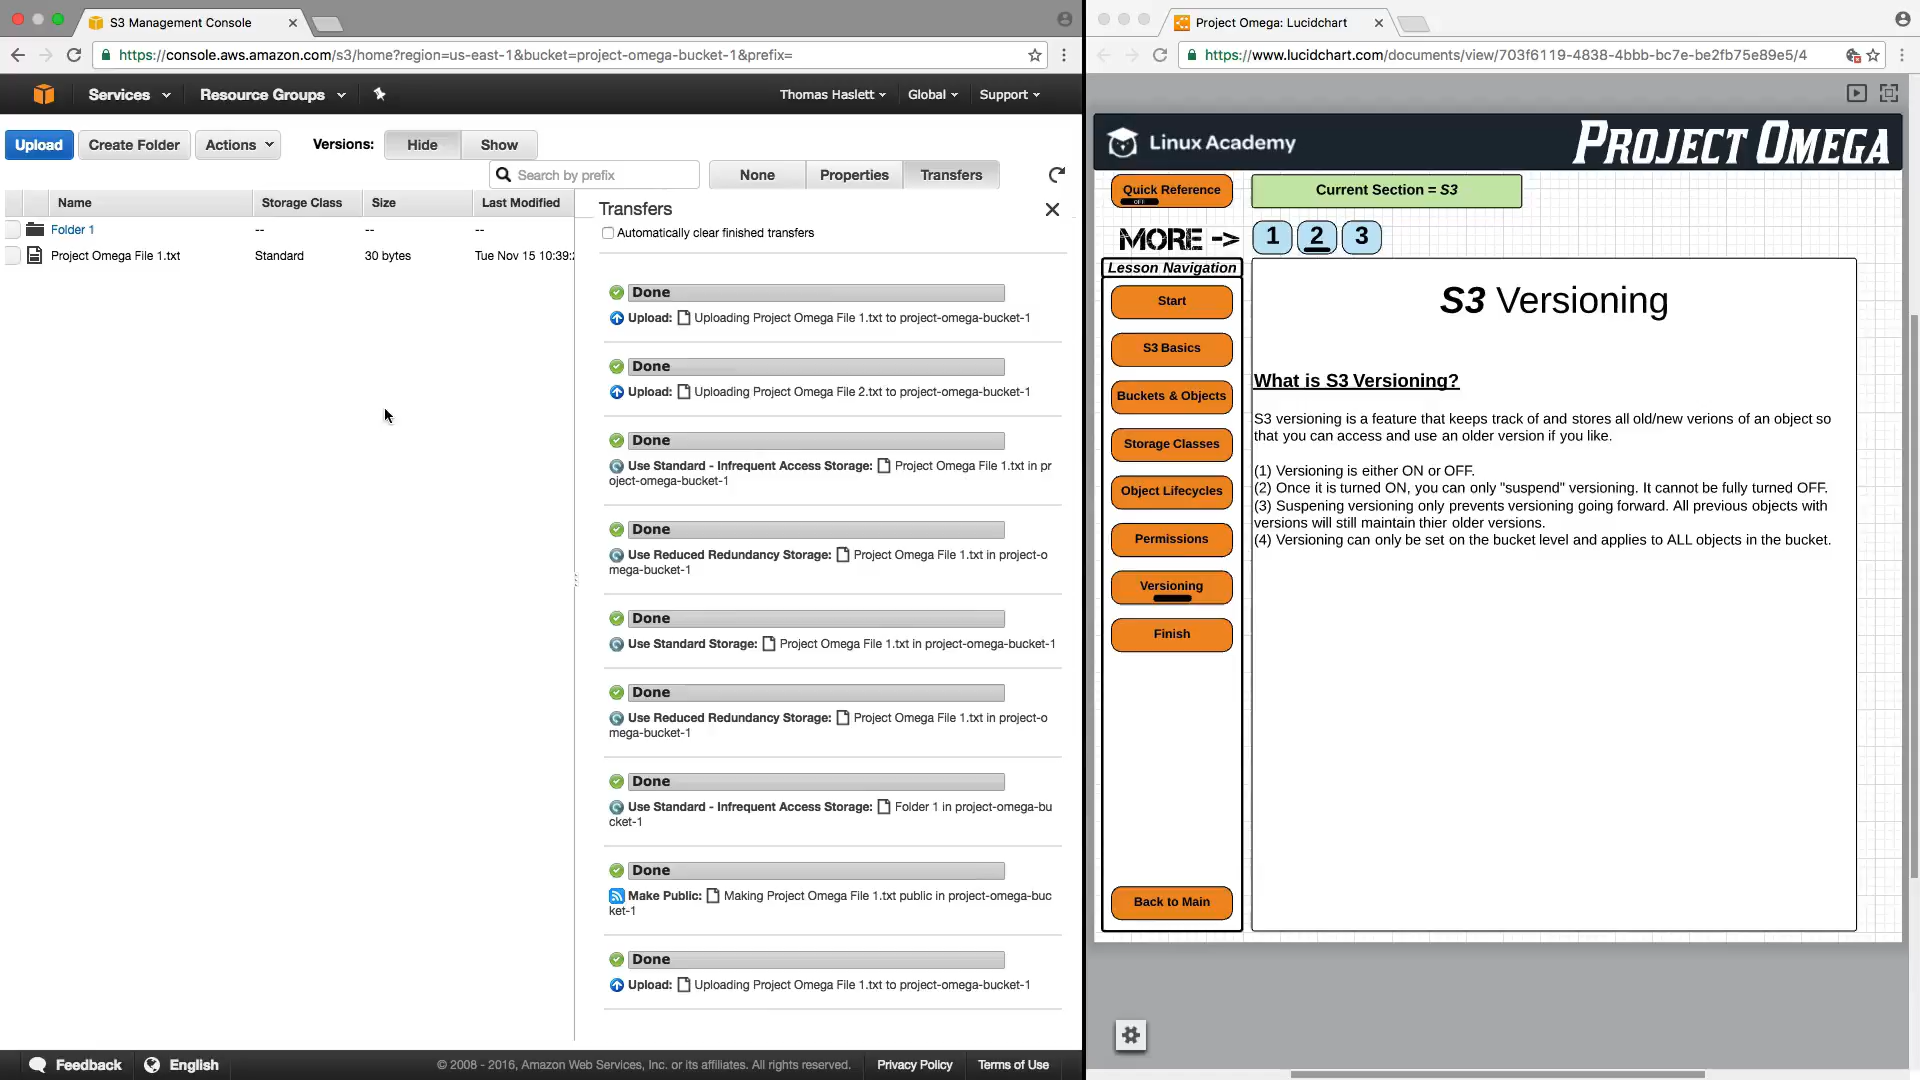 S3 Management Console
https://console.aws.amazon.com/s3/home?region=us-east-1&bucket=project-omega-bucket-1&prefix=
Services
Resource Groups
Thomas Haslett
Global
Support
Upload
Create Folder
Actions
Versions:
Hide
Show
Search by prefix
None
Properties
Transfers
Name
Storage Class
Size
Last Modified
Folder 1
--
--
--
Project Omega File 1.txt
Standard
30 bytes
Tue Nov 15 10:39:
Transfers
Automatically clear finished transfers
Done
Upload: Uploading Project Omega File 1.txt to project-omega-bucket-1
Done
Upload: Uploading Project Omega File 2.txt to project-omega-bucket-1
Done
Use Standard - Infrequent Access Storage: Project Omega File 1.txt in pr
oject-omega-bucket-1
Done
Use Reduced Redundancy Storage: Project Omega File 1.txt in project-o
mega-bucket-1
Done
Use Standard Storage: Project Omega File 1.txt in project-omega-bucket-1
Done
Use Reduced Redundancy Storage: Project Omega File 1.txt in project-o
mega-bucket-1
Done
Use Standard - Infrequent Access Storage: Folder 1 in project-omega-bu
cket-1
Done
Make Public: Making Project Omega File 1.txt public in project-omega-buc
ket-1
Done
Upload: Uploading Project Omega File 1.txt to project-omega-bucket-1
Feedback
English
© 2008 - 2016, Amazon Web Services, Inc. or its affiliates. All rights reserved.
Privacy Policy
Terms of Use
Project Omega: Lucidchart
https://www.lucidchart.com/documents/view/703f6119-4838-4bbb-bc7e-be2fb75e89e5/4
Linux Academy
PROJECT OMEGA
Quick Reference
OFF
Current Section = S3
MORE ->
1
2
3
Lesson Navigation
Start
S3 Basics
Buckets & Objects
Storage Classes
Object Lifecycles
Permissions
Versioning
Finish
Back to Main
S3 Versioning
What is S3 Versioning?
S3 versioning is a feature that keeps track of and stores all old/new verions of an object so
that you can access and use an older version if you like.
(1) Versioning is either ON or OFF.
(2) Once it is turned ON, you can only "suspend" versioning. It cannot be fully turned OFF.
(3) Suspening versioning only prevents versioning going forward. All previous objects with
versions will still maintain thier older versions.
(4) Versioning can only be set on the bucket level and applies to ALL objects in the bucket.